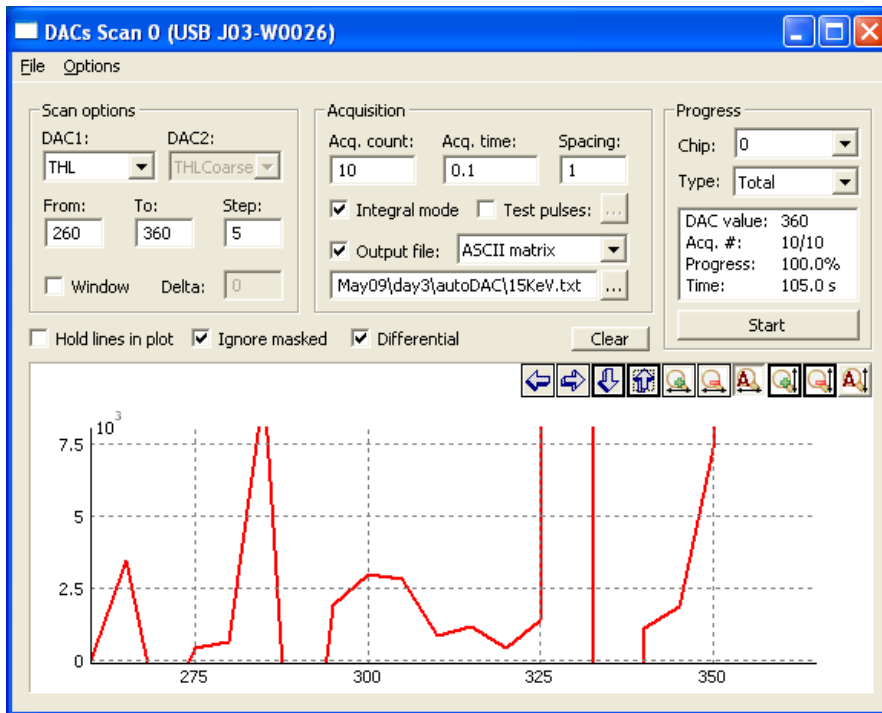 DACs Scan 0 (USB J03-W0026)
File Options
Scan options
DAC1: DAC2:
THL THLCoarse
From: To: Step:
260 360 5
Window Delta: 0
Acquisition
Acq. count: Acq. time: Spacing:
10 0.1 1
Integral mode Test pulses: ...
Output file: ASCII matrix
May09\day3\autoDAC\15KeV.txt ...
Progress
Chip: 0
Type: Total
DAC value: 360
Acq. #: 10/10
Progress: 100.0%
Time: 105.0 s
Start
Hold lines in plot Ignore masked Differential Clear
A A
10³
7.5
5
2.5
0
275 300 325 350